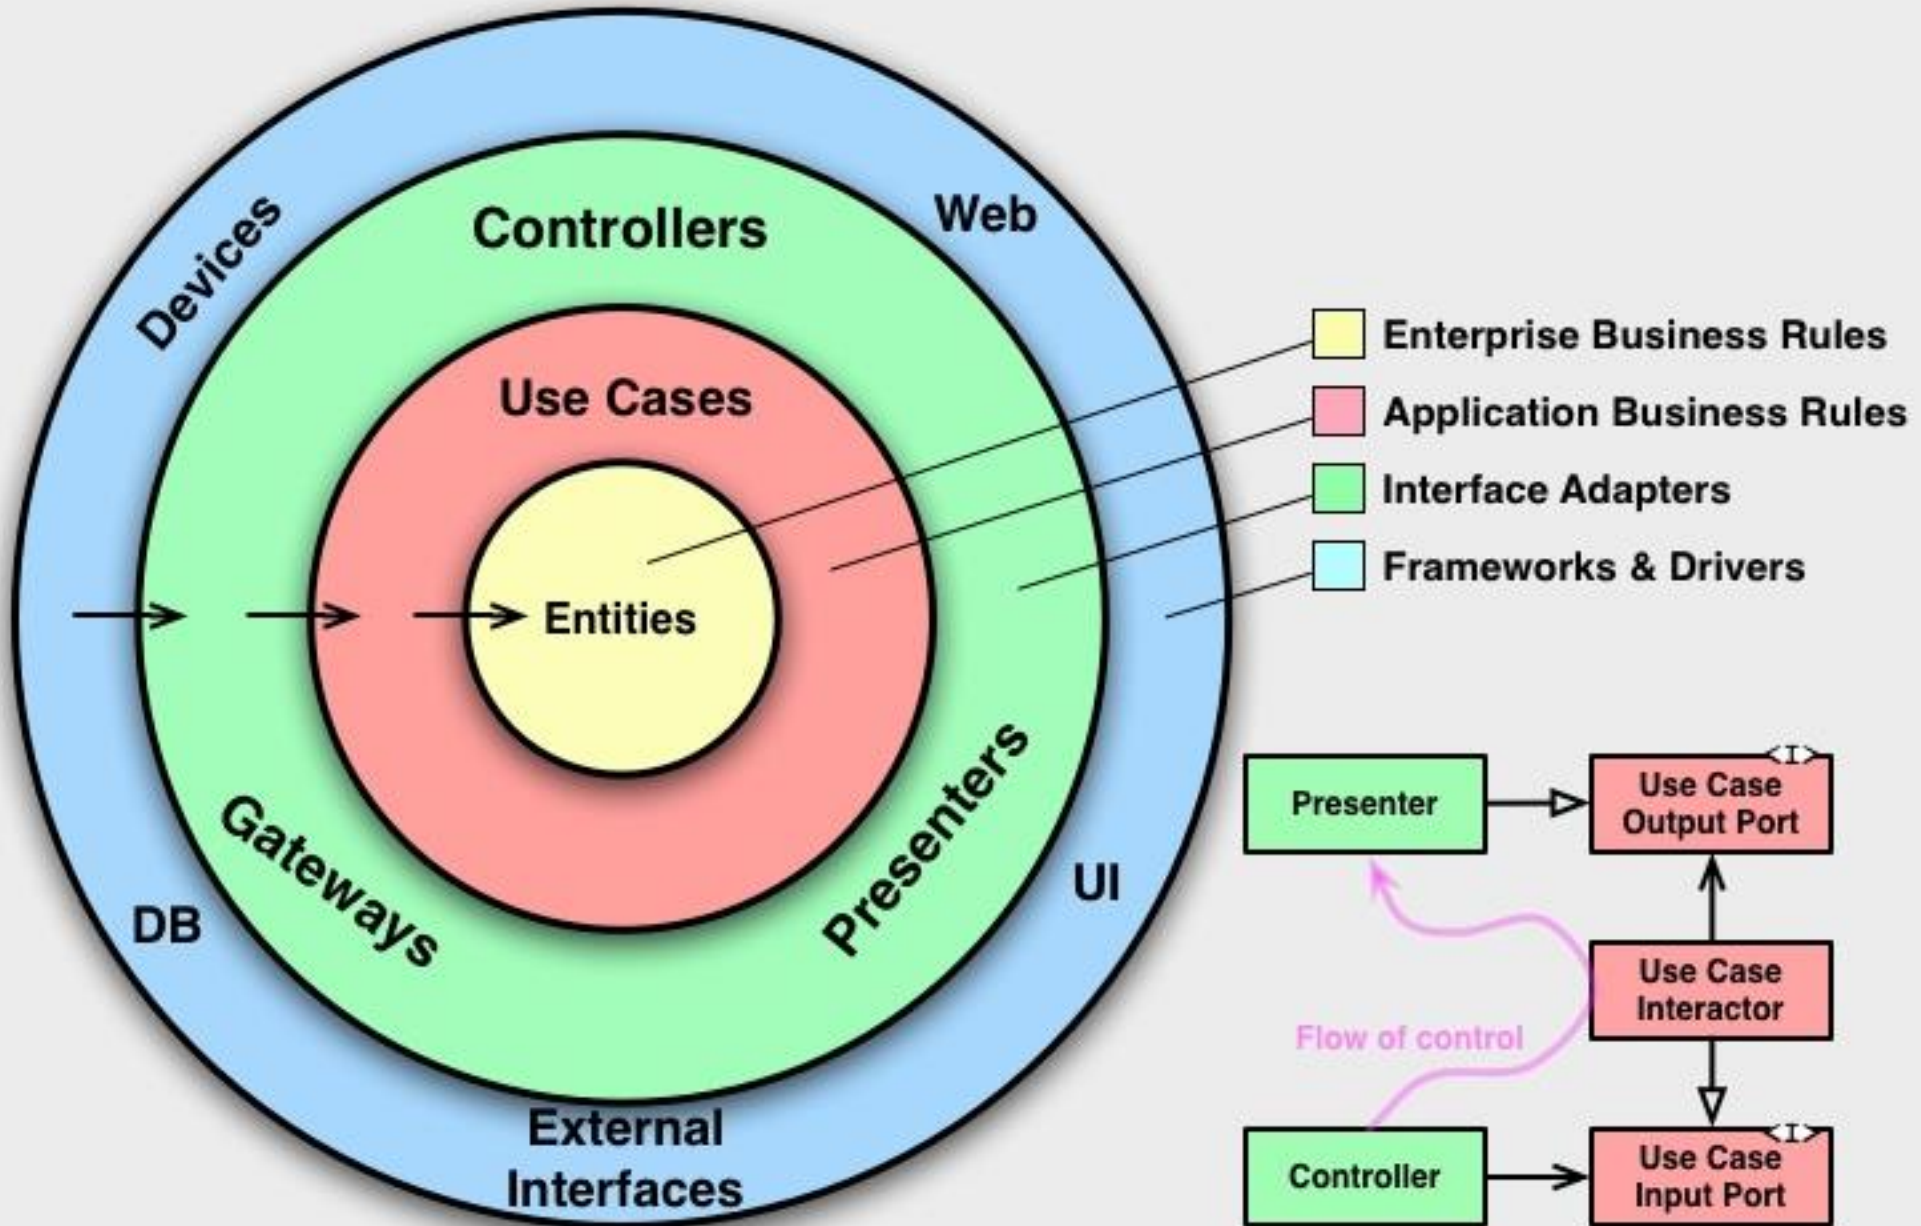 Devices
Controllers
Web
Use Cases
Entities
Gateways
Presenters
DB
UI
External
Interfaces
Enterprise Business Rules
Application Business Rules
Interface Adapters
Frameworks & Drivers
Presenter
<I>
Use Case
Output Port
Use Case
Interactor
Flow of control
Controller
<I>
Use Case
Input Port